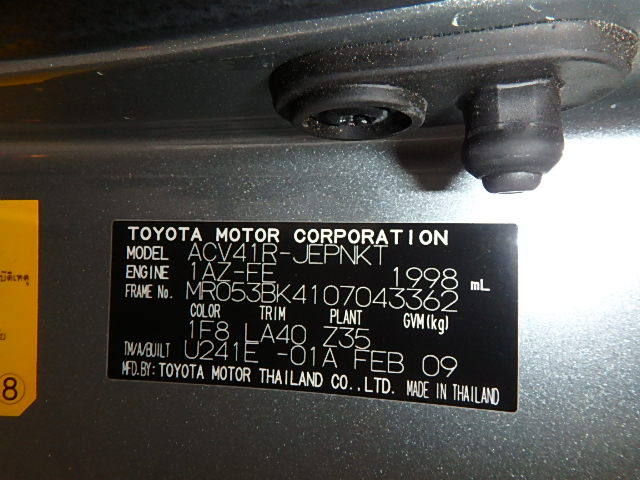 TOYOTA MOTOR CORPORATION
MODEL ACV41R-JEPNKT
ENGINE 1AZ-FE 1998 mL
FRAME No. MR053BK4107043362
COLOR TRIM PLANT GVM(kg)
1F8 LA40 Z35
TM/A/BUILT U241E -01A FEB 09
MFD.BY: TOYOTA MOTOR THAILAND CO.,LTD. MADE IN THAILAND
8